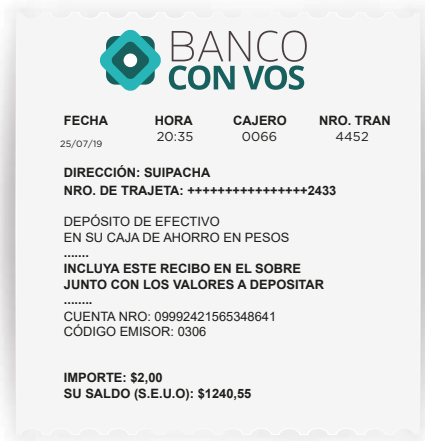 BANCO
CON VOS
FECHA HORA CAJERO NRO. TRAN
25/07/19 20:35 0066 4452
DIRECCIÓN: SUIPACHA
NRO. DE TRAJETA: ++++++++++++++++2433
DEPÓSITO DE EFECTIVO
EN SU CAJA DE AHORRO EN PESOS
.......
INCLUYA ESTE RECIBO EN EL SOBRE
JUNTO CON LOS VALORES A DEPOSITAR
........
CUENTA NRO: 09992421565348641
CÓDIGO EMISOR: 0306
IMPORTE: $2,00
SU SALDO (S.E.U.O): $1240,55